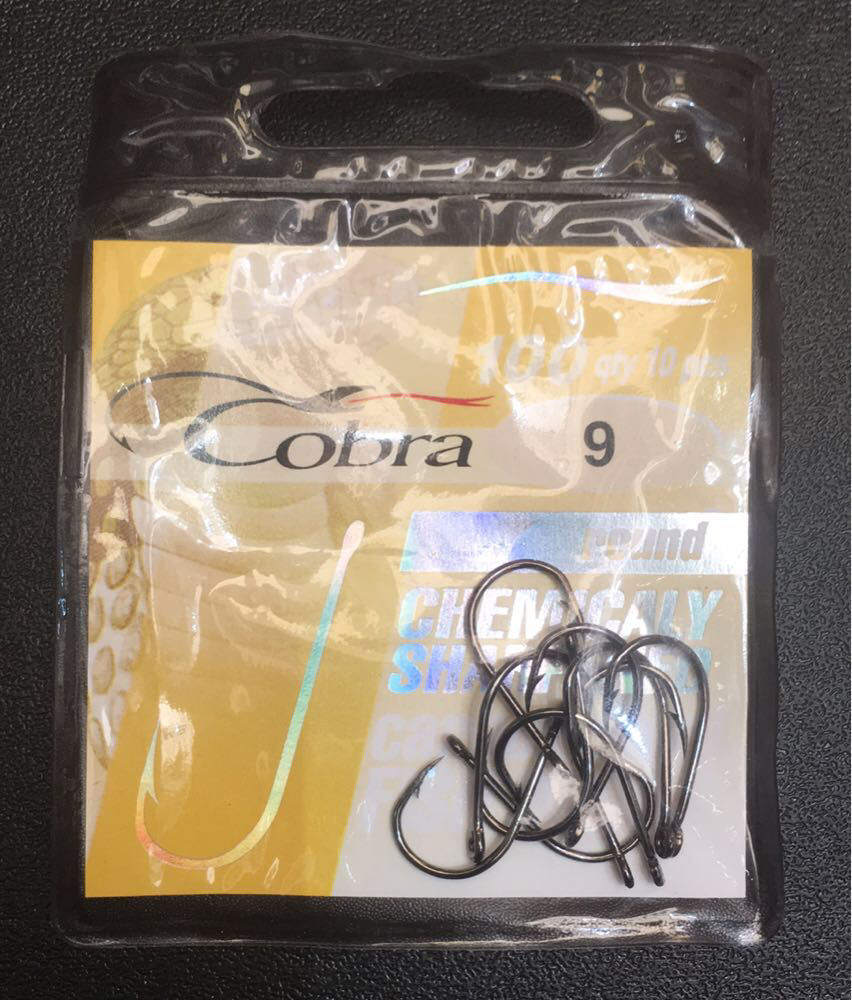 100 qty 10 pcs
Cobra 9
round
CHEMICALY
SHARPENED